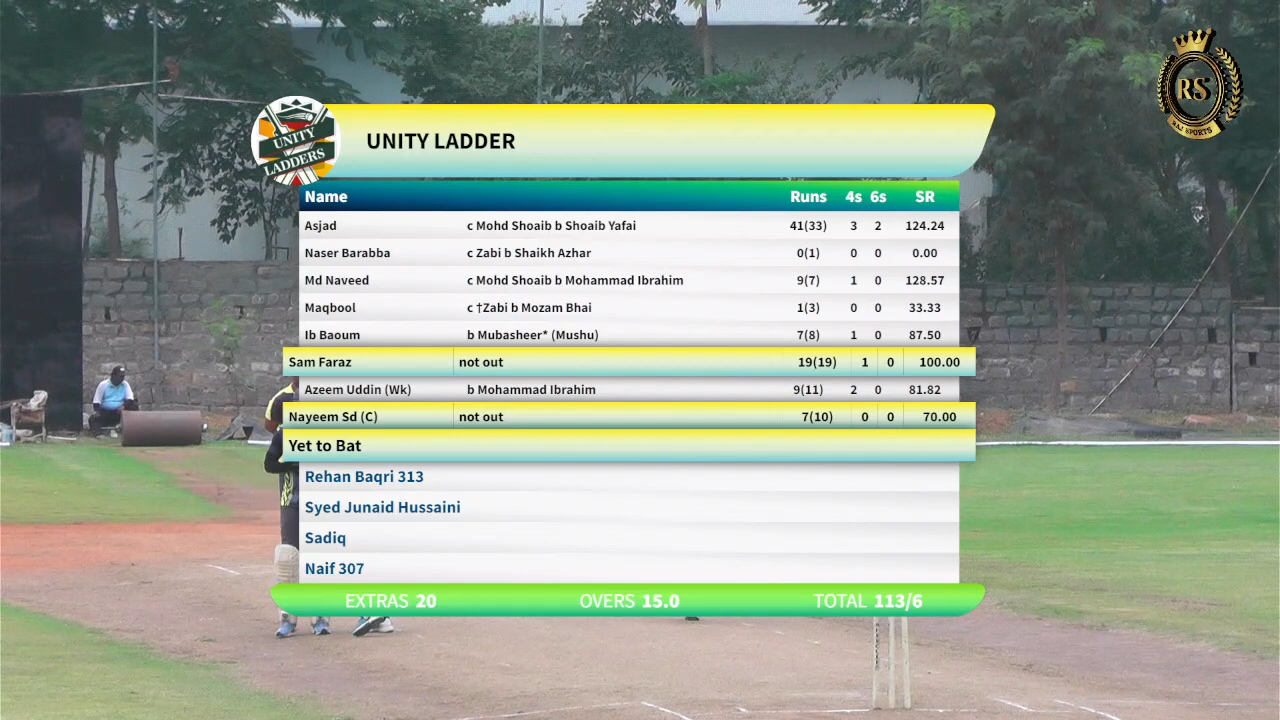 RS
RAJ SPORTS
UNITY
LADDERS
UNITY LADDER
Name Runs 4s 6s SR
Asjad c Mohd Shoaib b Shoaib Yafai 41(33) 3 2 124.24
Naser Barabba c Zabi b Shaikh Azhar 0(1) 0 0 0.00
Md Naveed c Mohd Shoaib b Mohammad Ibrahim 9(7) 1 0 128.57
Maqbool c †Zabi b Mozam Bhai 1(3) 0 0 33.33
Ib Baoum b Mubasheer* (Mushu) 7(8) 1 0 87.50
Sam Faraz not out 19(19) 1 0 100.00
Azeem Uddin (Wk) b Mohammad Ibrahim 9(11) 2 0 81.82
Nayeem Sd (C) not out 7(10) 0 0 70.00
Yet to Bat
Rehan Baqri 313
Syed Junaid Hussaini
Sadiq
Naif 307
EXTRAS 20 OVERS 15.0 TOTAL 113/6